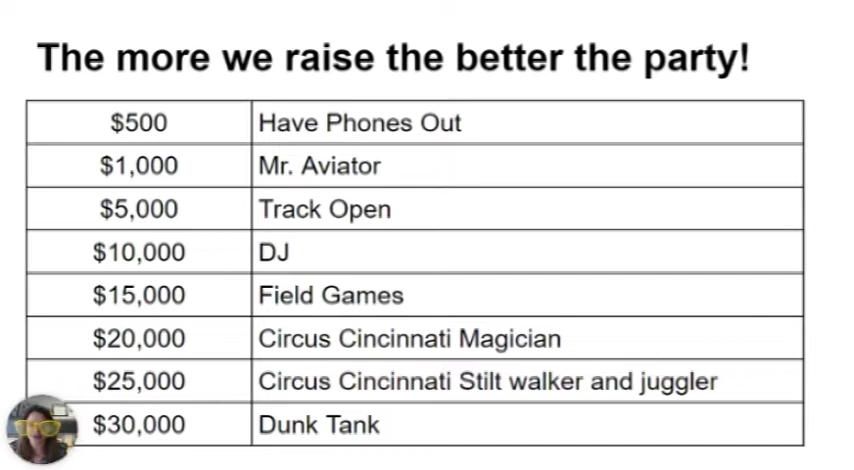 The more we raise the better the party!
$500 Have Phones Out
$1,000 Mr. Aviator
$5,000 Track Open
$10,000 DJ
$15,000 Field Games
$20,000 Circus Cincinnati Magician
$25,000 Circus Cincinnati Stilt walker and juggler
$30,000 Dunk Tank